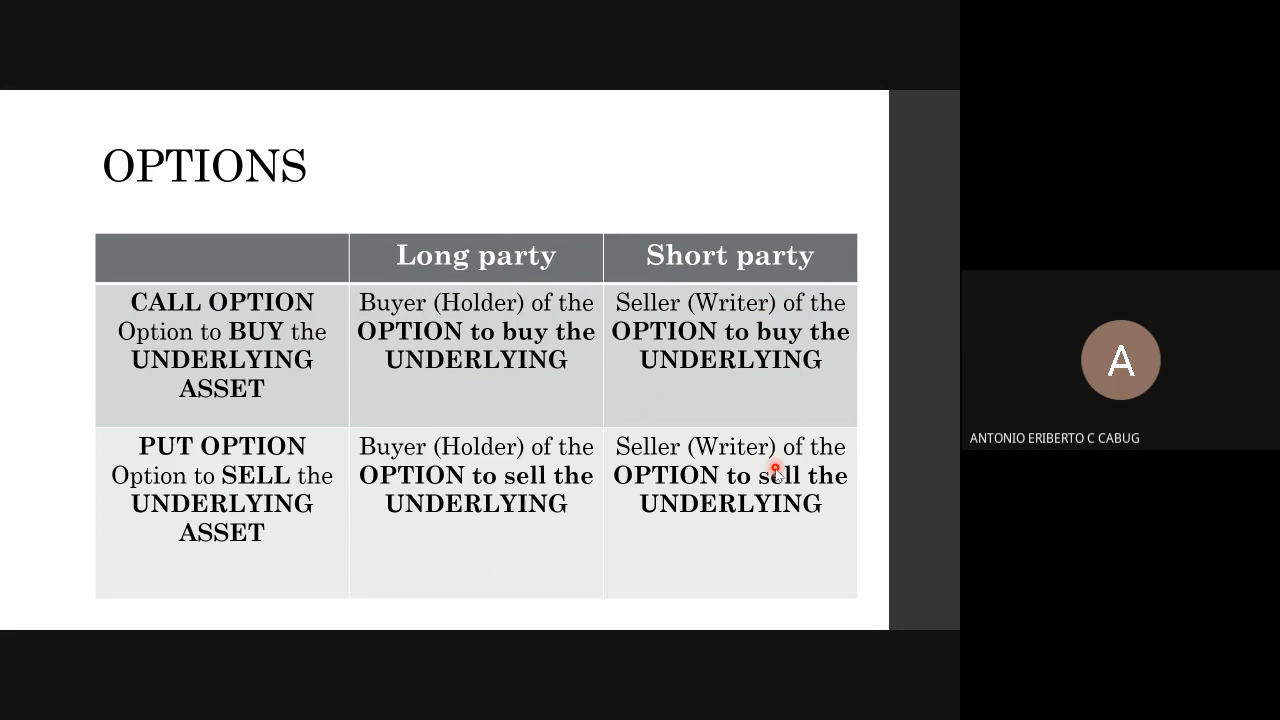 OPTIONS
Long party
Short party
CALL OPTION
Option to BUY the
UNDERLYING
ASSET
Buyer (Holder) of the
OPTION to buy the
UNDERLYING
Seller (Writer) of the
OPTION to buy the
UNDERLYING
PUT OPTION
Option to SELL the
UNDERLYING
ASSET
Buyer (Holder) of the
OPTION to sell the
UNDERLYING
Seller (Writer) of the
OPTION to sell the
UNDERLYING
A
ANTONIO ERIBERTO C CABUG